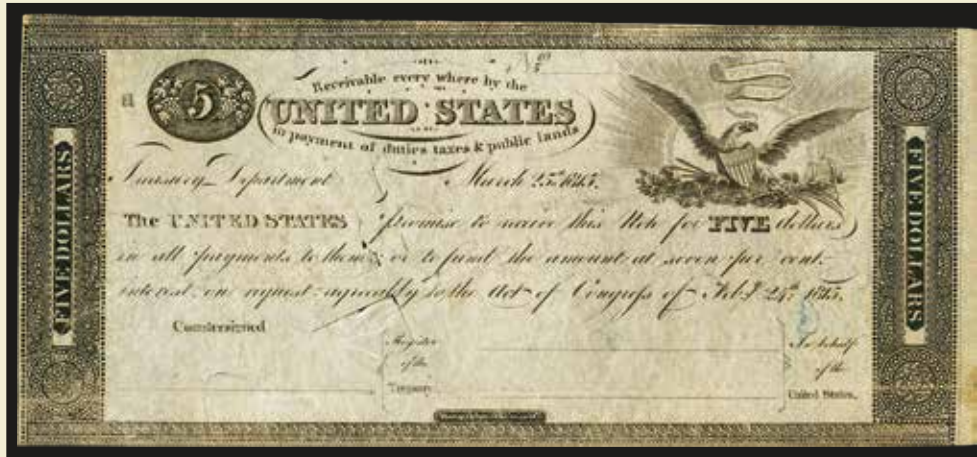 Receivable every where by the
5
UNITED STATES
in payment of duties taxes & public lands
Treasury Department March 25th 1815.
The UNITED STATES promise to receive this Note for FIVE dollars
in all payments to them; or to fund the amount at seven per cent.
interest, on request, agreeably to the Act of Congress of Feb.y 24th 1815.
Countersigned
Register
of the
Treasury
In behalf
of the
United States.
FIVE DOLLARS
FIVE DOLLARS